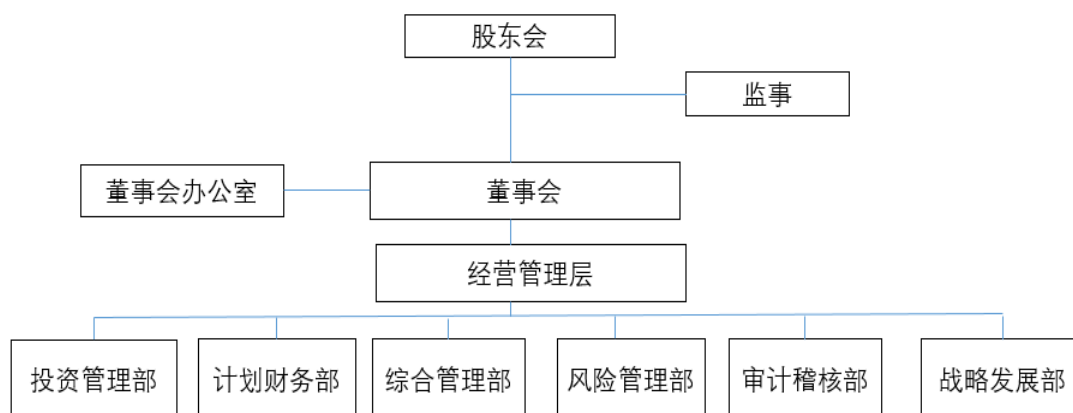 股东会
监事
董事会办公室
董事会
经营管理层
投资管理部
计划财务部
综合管理部
风险管理部
审计稽核部
战略发展部